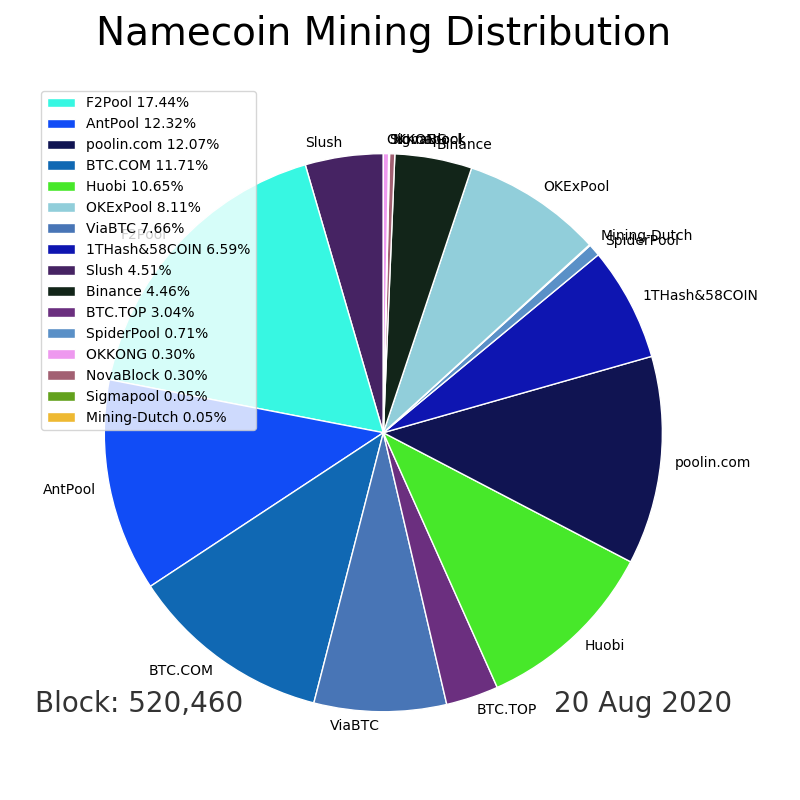 Namecoin Mining Distribution
F2Pool 17.44%
AntPool 12.32%
poolin.com 12.07%
BTC.COM 11.71%
Huobi 10.65%
OKExPool 8.11%
ViaBTC 7.66%
1THash&58COIN 6.59%
Slush 4.51%
Binance 4.46%
BTC.TOP 3.04%
SpiderPool 0.71%
OKKONG 0.30%
NovaBlock 0.30%
Sigmapool 0.05%
Mining-Dutch 0.05%
Slush
Binance
OKExPool
Mining-Dutch
SpiderPool
F2Pool
1THash&58COIN
poolin.com
AntPool
Huobi
BTC.COM
BTC.TOP
ViaBTC
Block: 520,460
20 Aug 2020